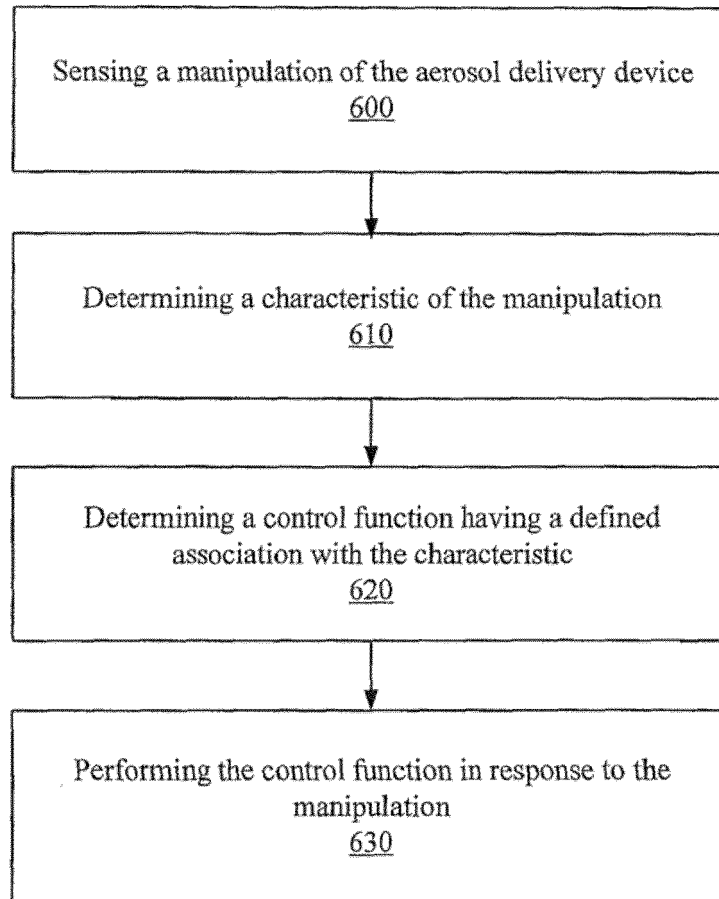 Sensing a manipulation of the aerosol delivery device
600
Determining a characteristic of the manipulation
610
Determining a control function having a defined
association with the characteristic
620
Performing the control function in response to the
manipulation
630